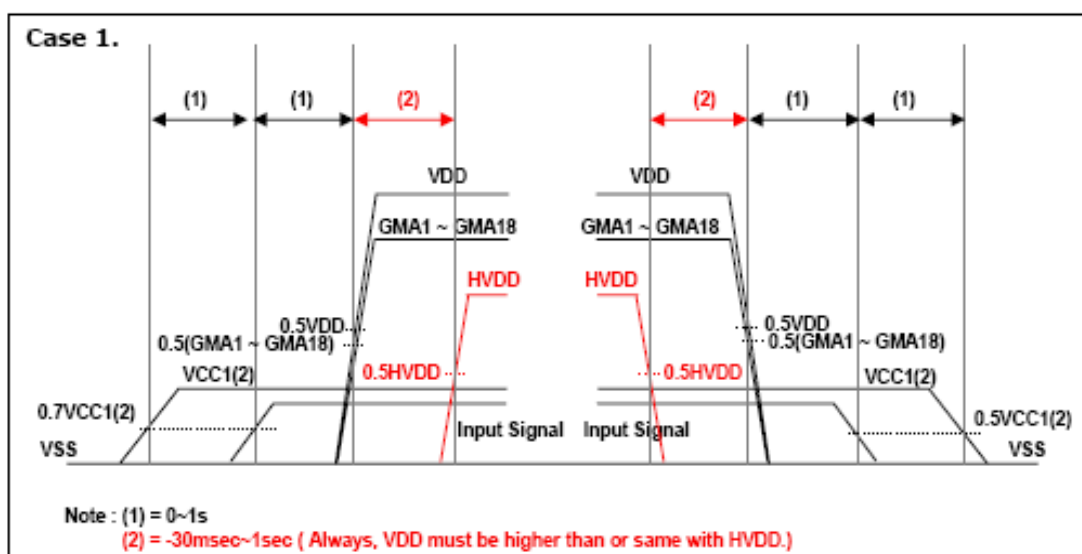 Case 1.
(1) (1) (2) (2) (1) (1)
VDD VDD
GMA1 ~ GMA18 GMA1 ~ GMA18
HVDD HVDD
0.5VDD 0.5VDD
0.5(GMA1 ~ GMA18) 0.5(GMA1 ~ GMA18)
VCC1(2) 0.5HVDD 0.5HVDD VCC1(2)
0.7VCC1(2) 0.5VCC1(2)
Input Signal Input Signal
VSS VSS
Note : (1) = 0~1s
(2) = -30msec~1sec ( Always, VDD must be higher than or same with HVDD.)